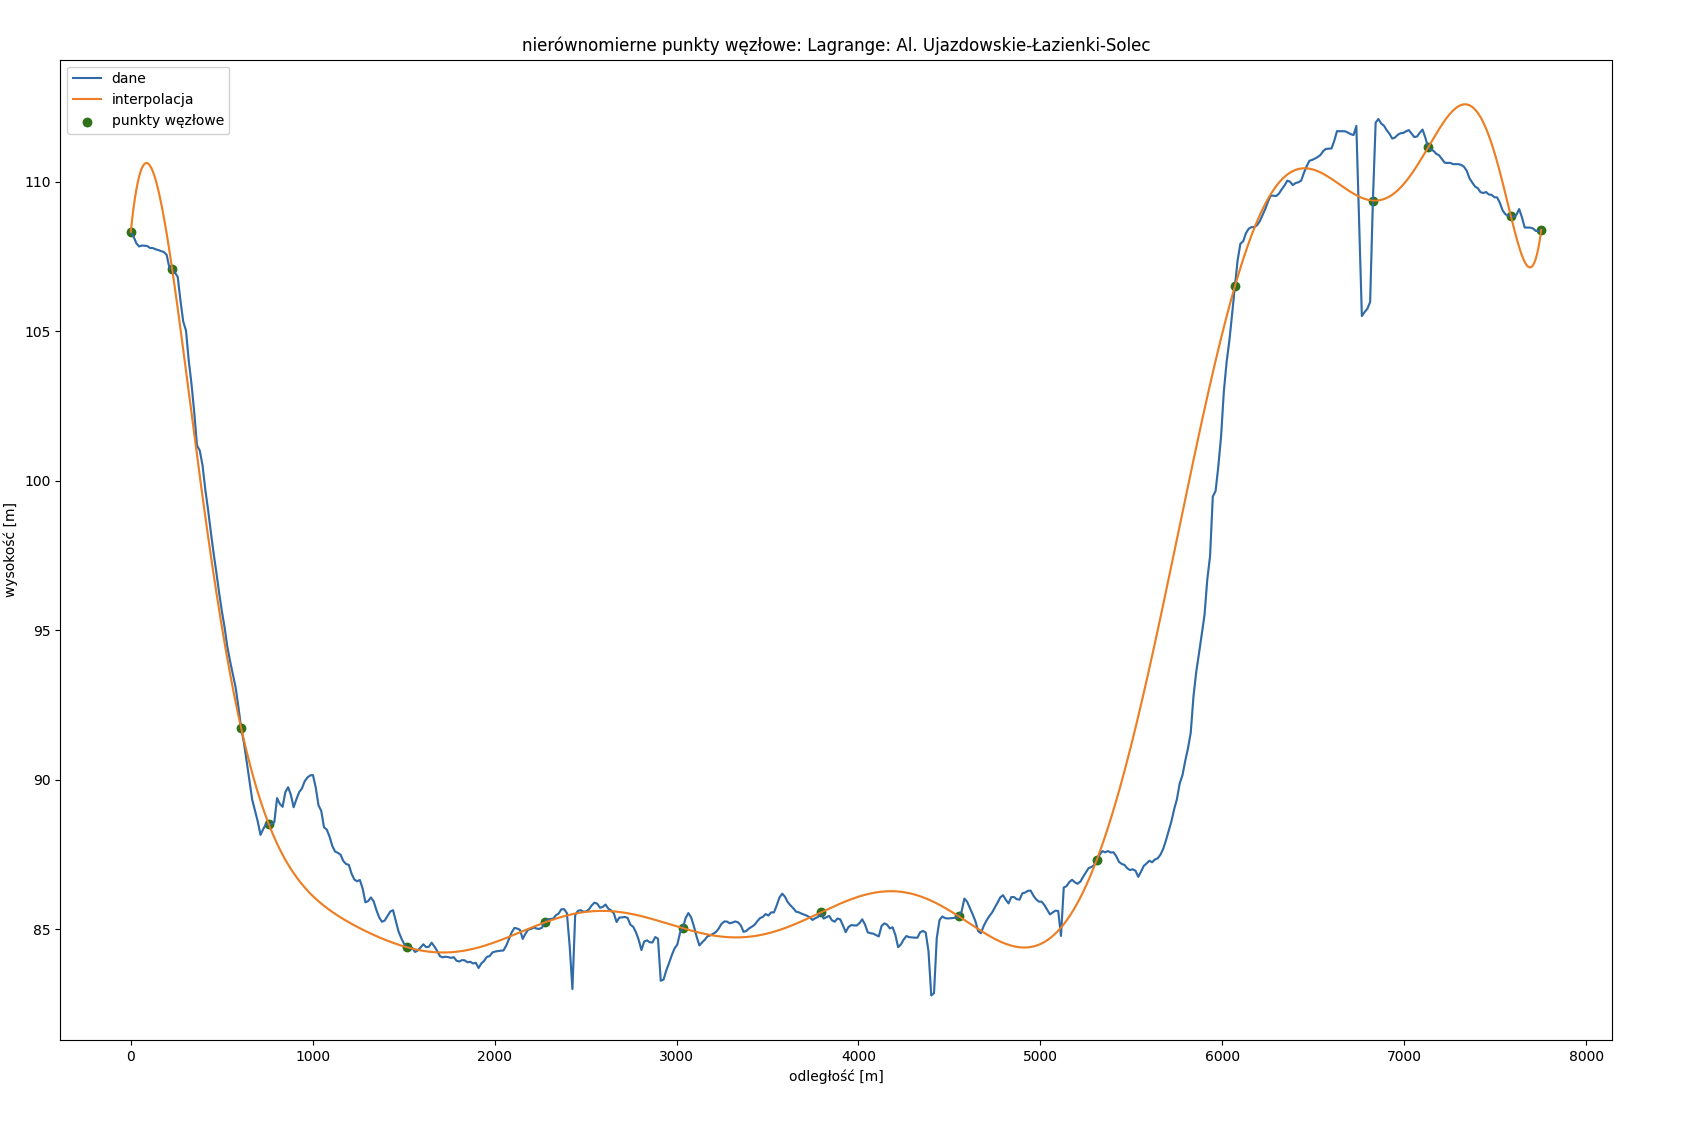 nierównomierne punkty węzłowe: Lagrange: Al. Ujazdowskie-Łazienki-Solec
dane
interpolacja
punkty węzłowe
110
105
100
95
90
85
wysokość [m]
0 1000 2000 3000 4000 5000 6000 7000 8000
odległość [m]